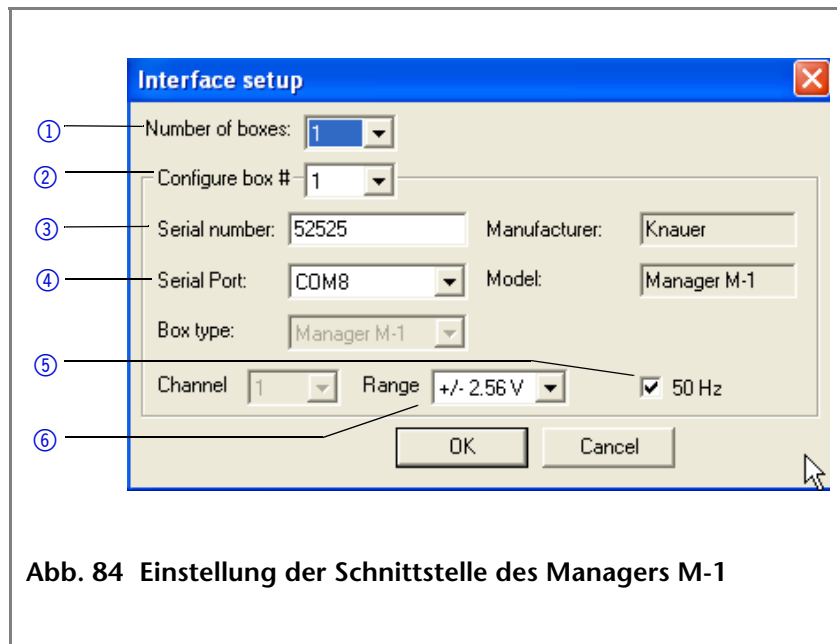 Interface setup
① Number of boxes: 1
② Configure box # 1
③ Serial number: 52525 Manufacturer: Knauer
④ Serial Port: COM8 Model: Manager M-1
Box type: Manager M-1
⑤
Channel 1 Range +/- 2.56 V 50 Hz
⑥
OK Cancel
Abb. 84 Einstellung der Schnittstelle des Managers M-1